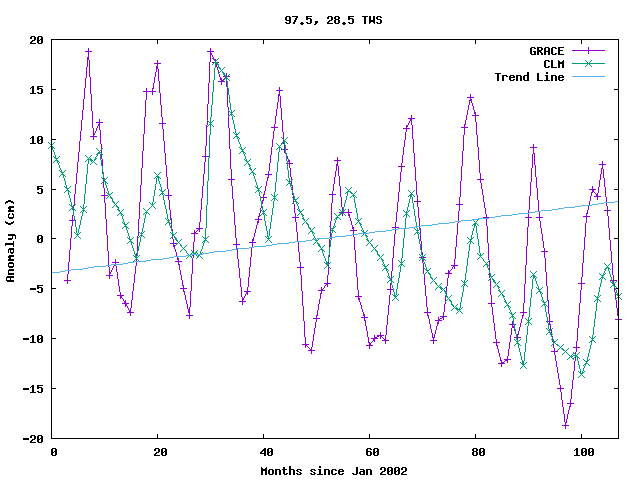 97.5, 28.5 TWS
GRACE
CLM
Trend Line
20
15
10
5
0
-5
-10
-15
-20
Anomaly (cm)
0 20 40 60 80 100
Months since Jan 2002